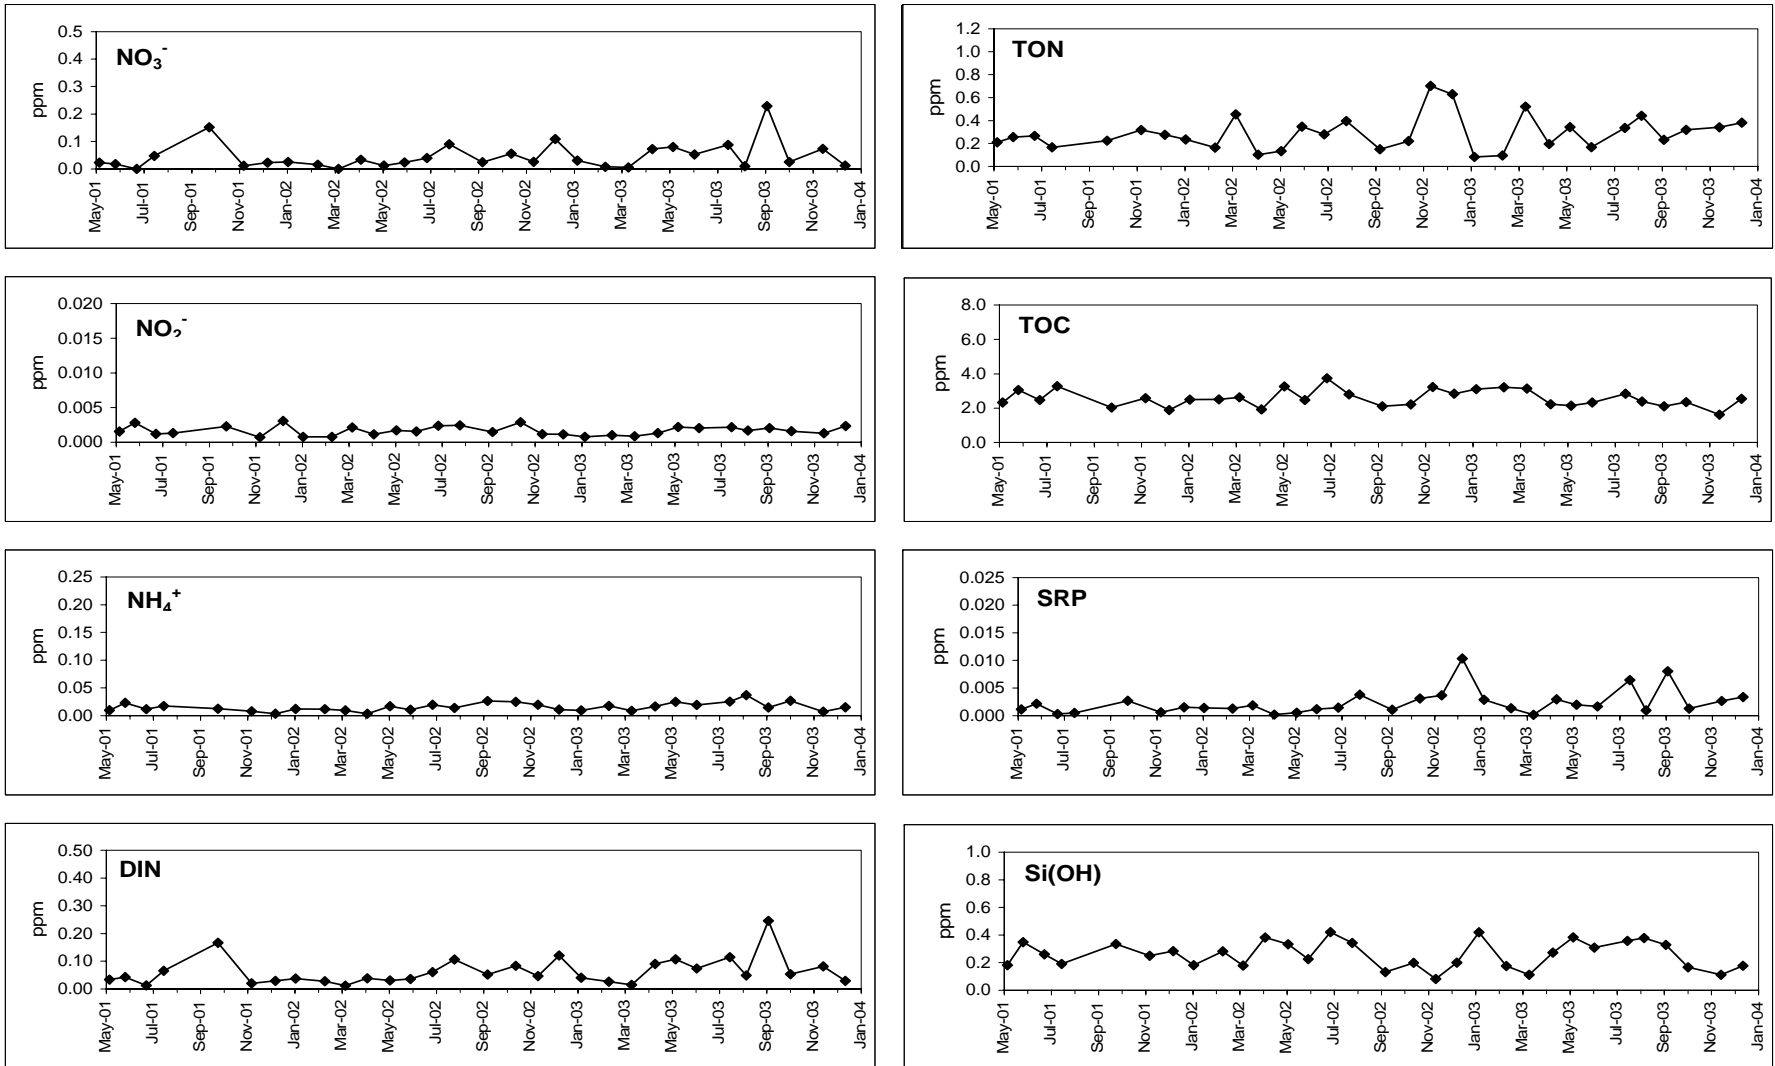 NO3-
ppm
0.5
0.4
0.3
0.2
0.1
0.0
May-01 Jul-01 Sep-01 Nov-01 Jan-02 Mar-02 May-02 Jul-02 Sep-02 Nov-02 Jan-03 Mar-03 May-03 Jul-03 Sep-03 Nov-03 Jan-04
TON
ppm
1.2
1.0
0.8
0.6
0.4
0.2
0.0
May-01 Jul-01 Sep-01 Nov-01 Jan-02 Mar-02 May-02 Jul-02 Sep-02 Nov-02 Jan-03 Mar-03 May-03 Jul-03 Sep-03 Nov-03 Jan-04
NO2-
ppm
0.020
0.015
0.010
0.005
0.000
May-01 Jul-01 Sep-01 Nov-01 Jan-02 Mar-02 May-02 Jul-02 Sep-02 Nov-02 Jan-03 Mar-03 May-03 Jul-03 Sep-03 Nov-03 Jan-04
TOC
ppm
8.0
6.0
4.0
2.0
0.0
May-01 Jul-01 Sep-01 Nov-01 Jan-02 Mar-02 May-02 Jul-02 Sep-02 Nov-02 Jan-03 Mar-03 May-03 Jul-03 Sep-03 Nov-03 Jan-04
NH4+
ppm
0.25
0.20
0.15
0.10
0.05
0.00
May-01 Jul-01 Sep-01 Nov-01 Jan-02 Mar-02 May-02 Jul-02 Sep-02 Nov-02 Jan-03 Mar-03 May-03 Jul-03 Sep-03 Nov-03 Jan-04
SRP
ppm
0.025
0.020
0.015
0.010
0.005
0.000
May-01 Jul-01 Sep-01 Nov-01 Jan-02 Mar-02 May-02 Jul-02 Sep-02 Nov-02 Jan-03 Mar-03 May-03 Jul-03 Sep-03 Nov-03 Jan-04
DIN
ppm
0.50
0.40
0.30
0.20
0.10
0.00
May-01 Jul-01 Sep-01 Nov-01 Jan-02 Mar-02 May-02 Jul-02 Sep-02 Nov-02 Jan-03 Mar-03 May-03 Jul-03 Sep-03 Nov-03 Jan-04
Si(OH)
ppm
1.0
0.8
0.6
0.4
0.2
0.0
May-01 Jul-01 Sep-01 Nov-01 Jan-02 Mar-02 May-02 Jul-02 Sep-02 Nov-02 Jan-03 Mar-03 May-03 Jul-03 Sep-03 Nov-03 Jan-04